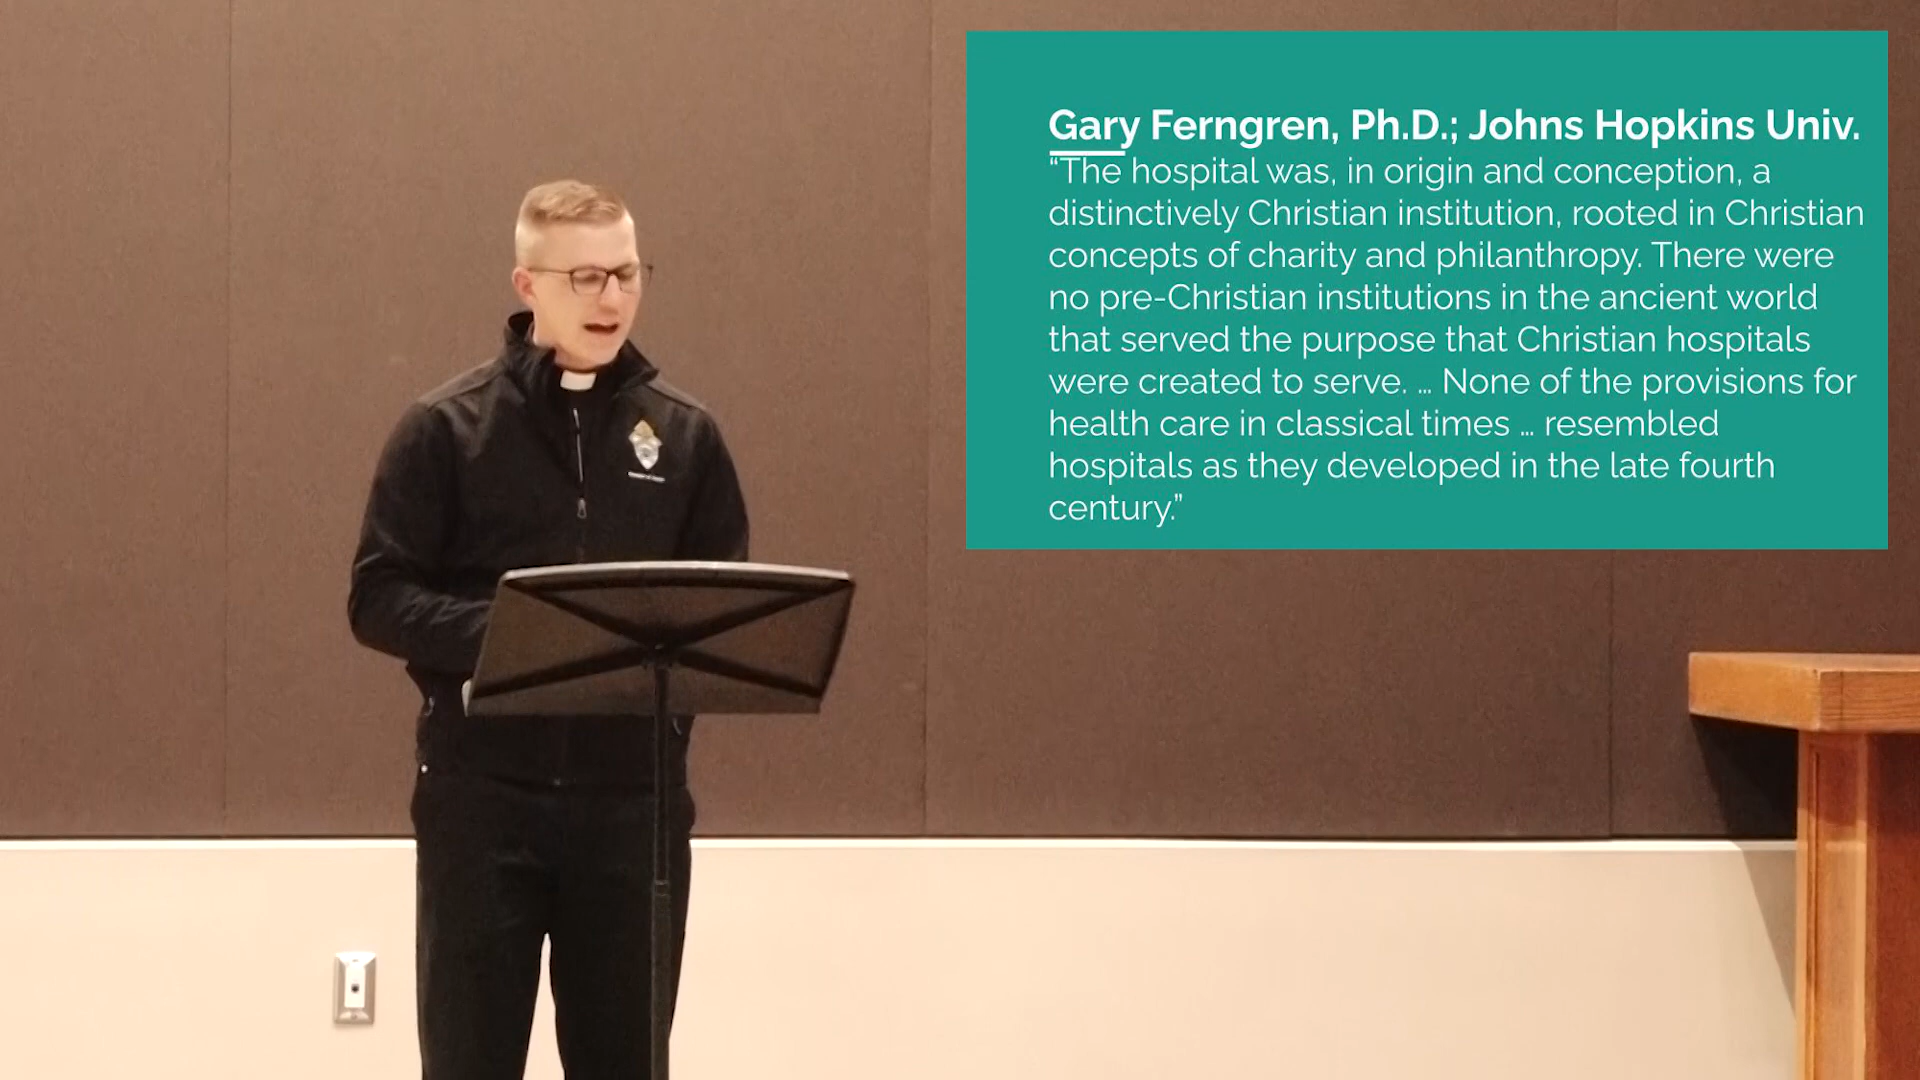 Gary Ferngren, Ph.D.; Johns Hopkins Univ.
“The hospital was, in origin and conception, a
distinctively Christian institution, rooted in Christian
concepts of charity and philanthropy. There were
no pre-Christian institutions in the ancient world
that served the purpose that Christian hospitals
were created to serve. … None of the provisions for
health care in classical times … resembled
hospitals as they developed in the late fourth
century.”